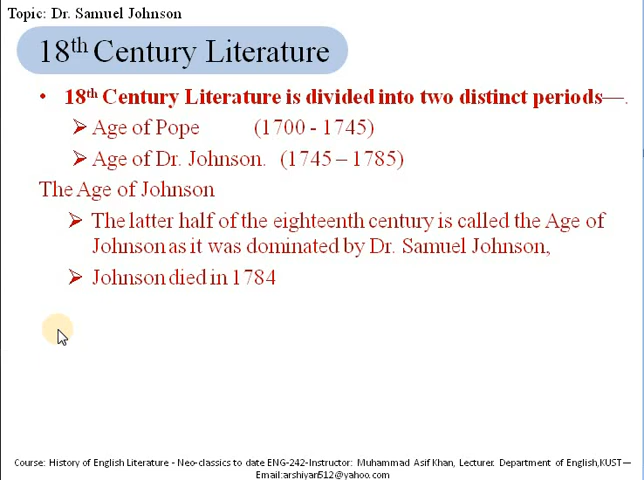 Topic: Dr. Samuel Johnson
18th Century Literature
• 18th Century Literature is divided into two distinct periods—.
➢ Age of Pope (1700 - 1745)
➢ Age of Dr. Johnson. (1745 – 1785)
The Age of Johnson
➢ The latter half of the eighteenth century is called the Age of
Johnson as it was dominated by Dr. Samuel Johnson,
➢ Johnson died in 1784
Course: History of English Literature - Neo-classics to date ENG-242-Instructor: Muhammad Asif Khan, Lecturer. Department of English,KUST—
Email:arshiyan512@yahoo.com